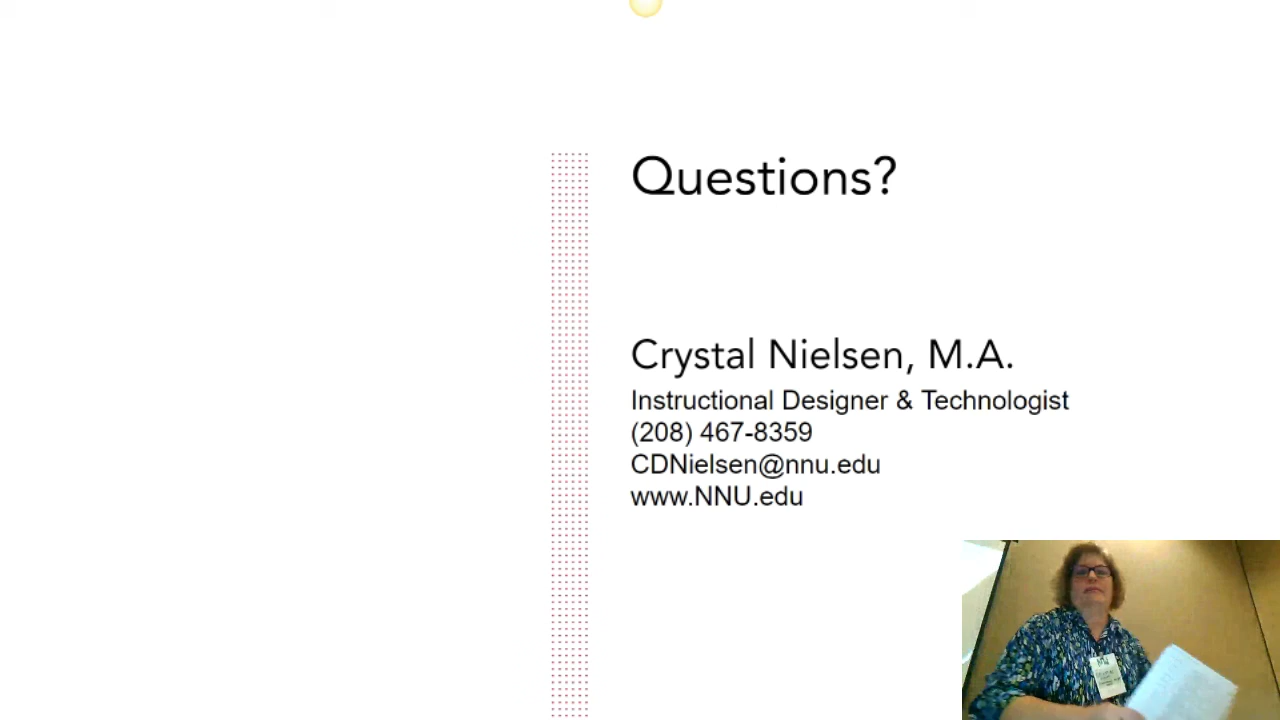 Questions?
Crystal Nielsen, M.A.
Instructional Designer & Technologist
(208) 467-8359
CDNielsen@nnu.edu
www.NNU.edu